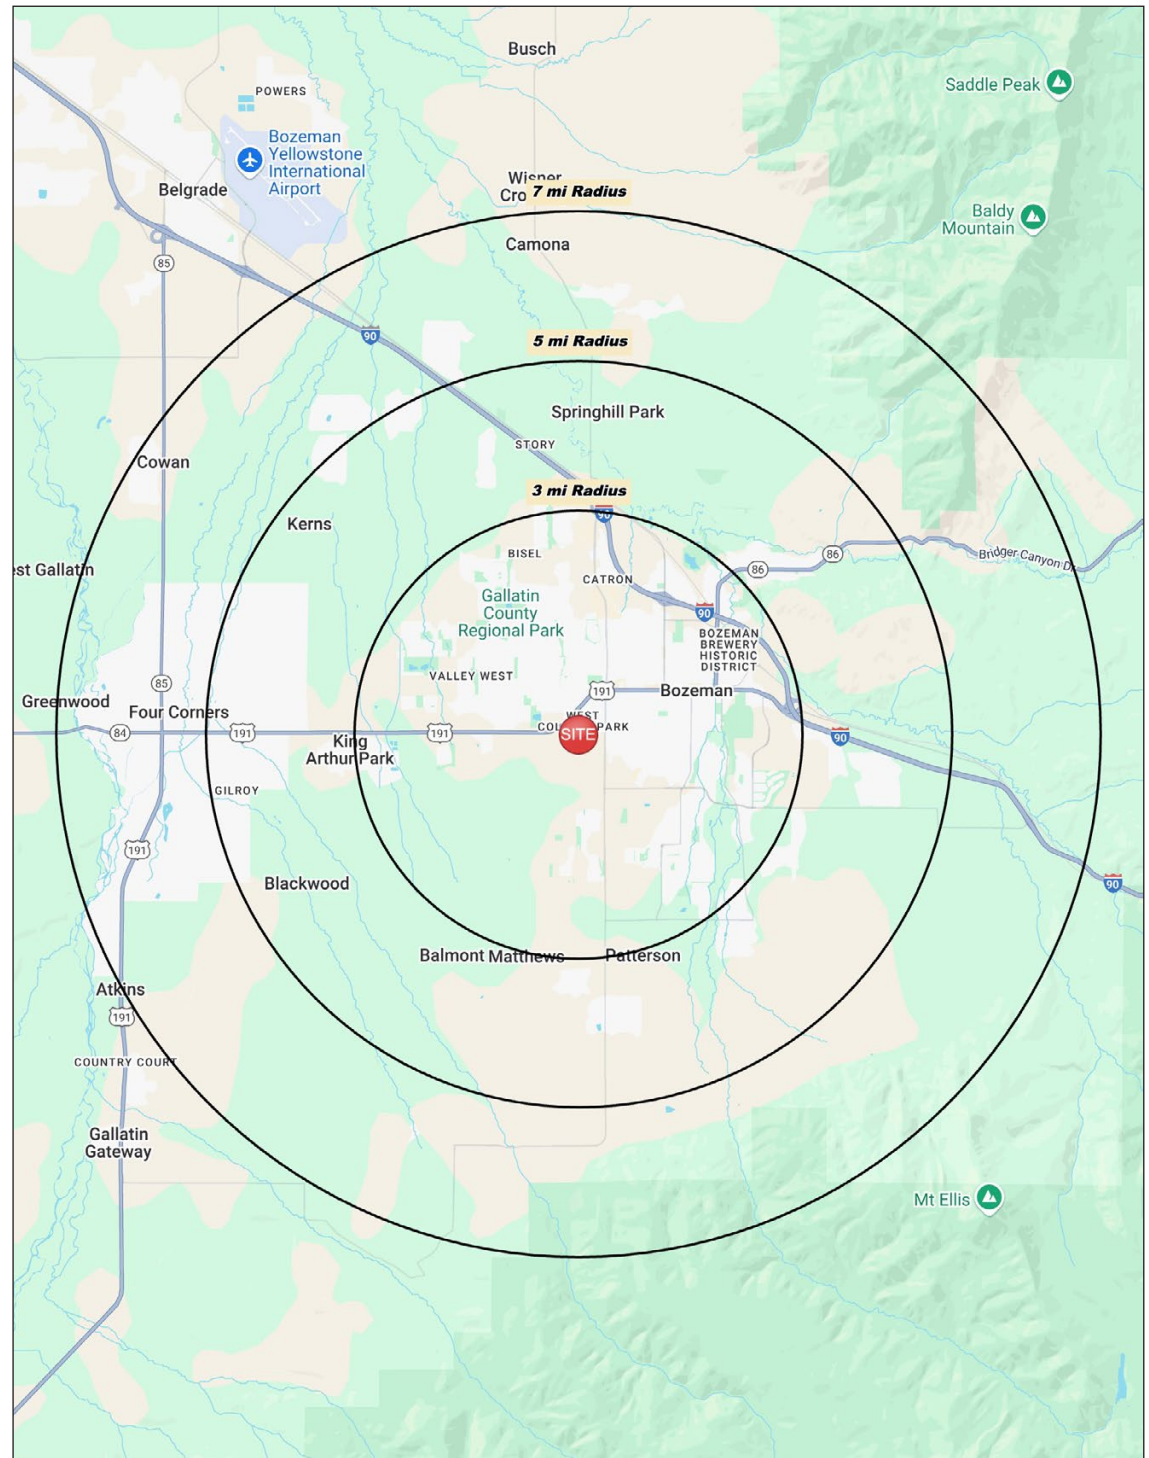 Busch
Saddle Peak
POWERS
Bozeman
Yellowstone
International
Airport
Belgrade
Wisner
Cro
7 mi Radius
Baldy
Mountain
Camona
85
90
5 mi Radius
Springhill Park
STORY
Cowan
3 mi Radius
90
Kerns
BISEL
86
86
Bridger Canyon Dr
st Gallatin
CATRON
Gallatin
County
Regional Park
90
BOZEMAN
BREWERY
HISTORIC
DISTRICT
VALLEY WEST
85
191
Bozeman
Greenwood
Four Corners
WEST
COL PARK
SITE
84
191
191
90
King
Arthur Park
GILROY
191
Blackwood
90
Balmont
Matthews
Patterson
Atkins
191
COUNTRY COURT
Gallatin
Gateway
Mt Ellis